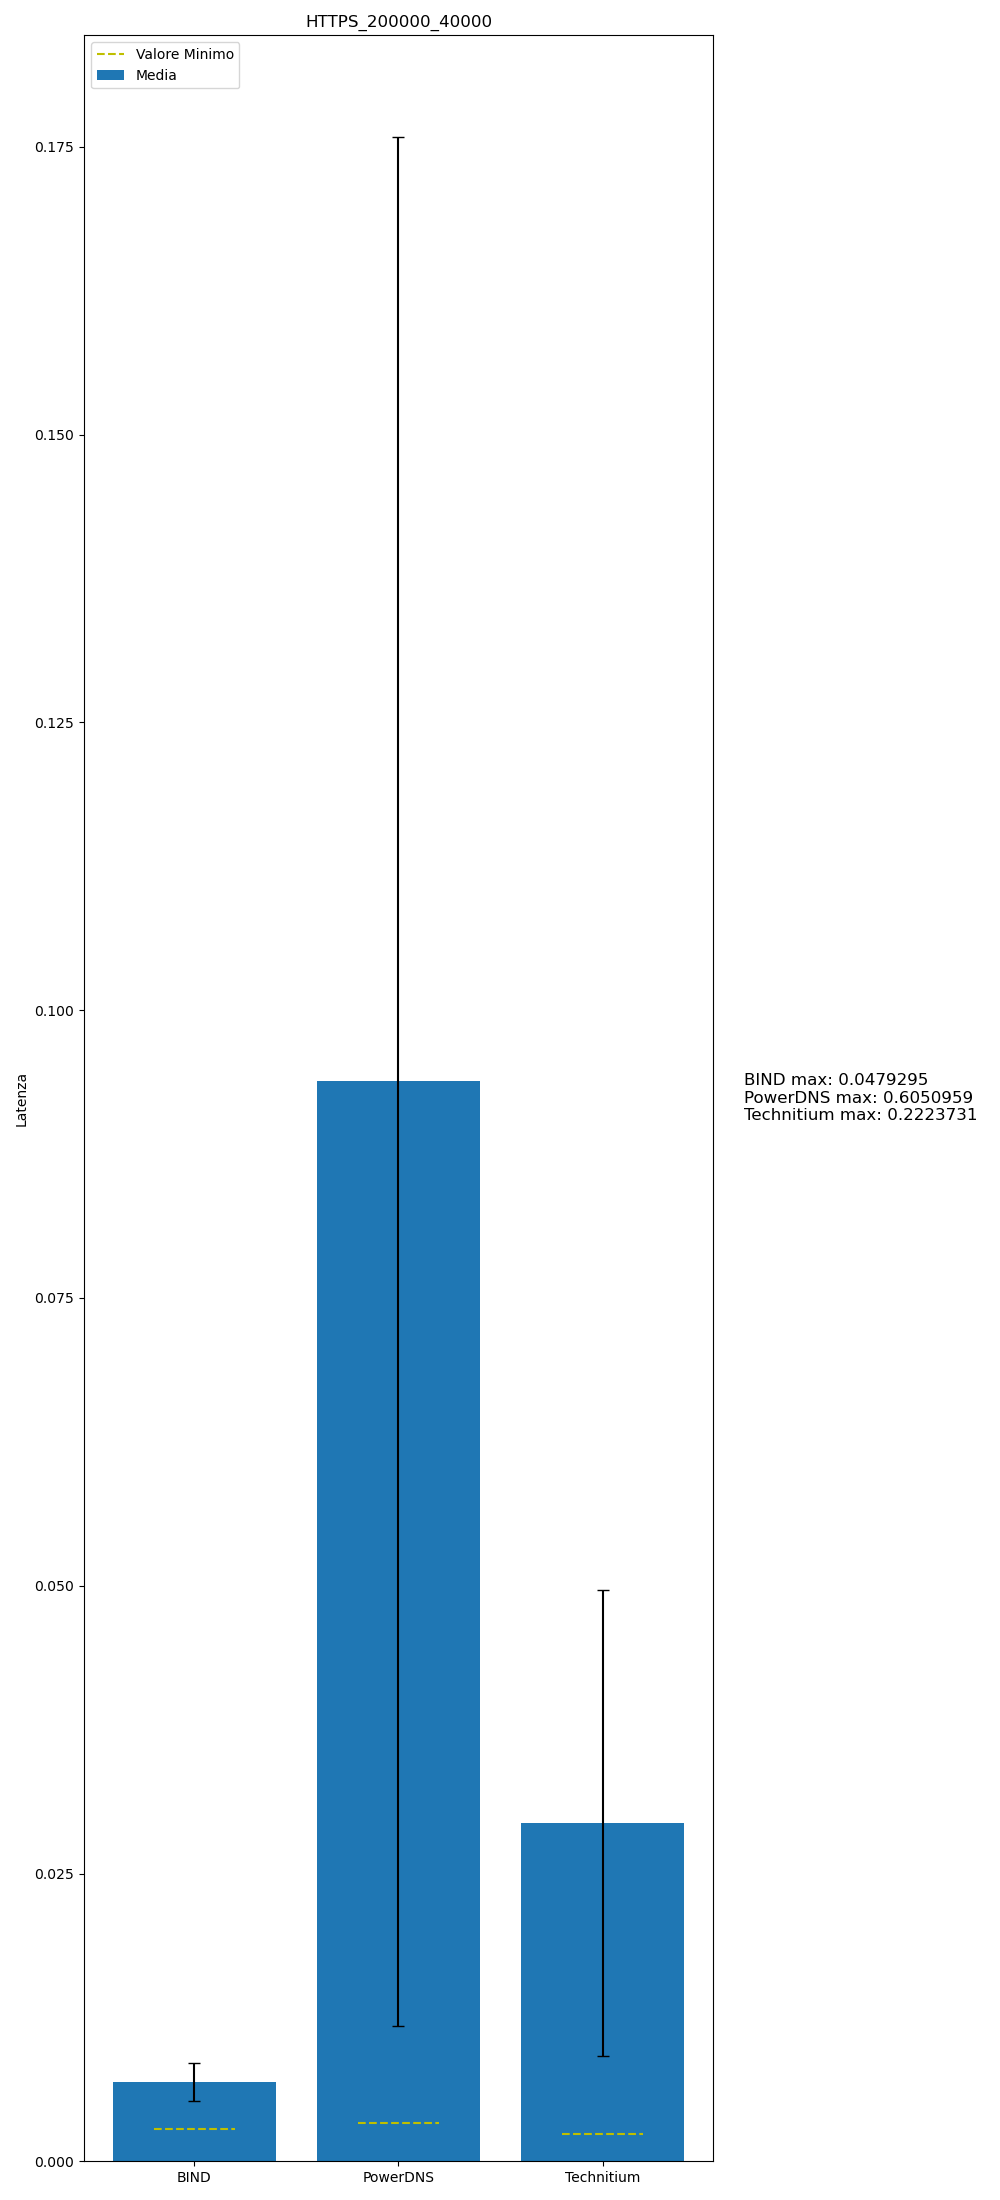 HTTPS_200000_40000
Valore Minimo
Media
0.175
0.150
0.125
0.100
0.075
0.050
0.025
0.000
Latenza
BIND
PowerDNS
Technitium
BIND max: 0.0479295
PowerDNS max: 0.6050959
Technitium max: 0.2223731